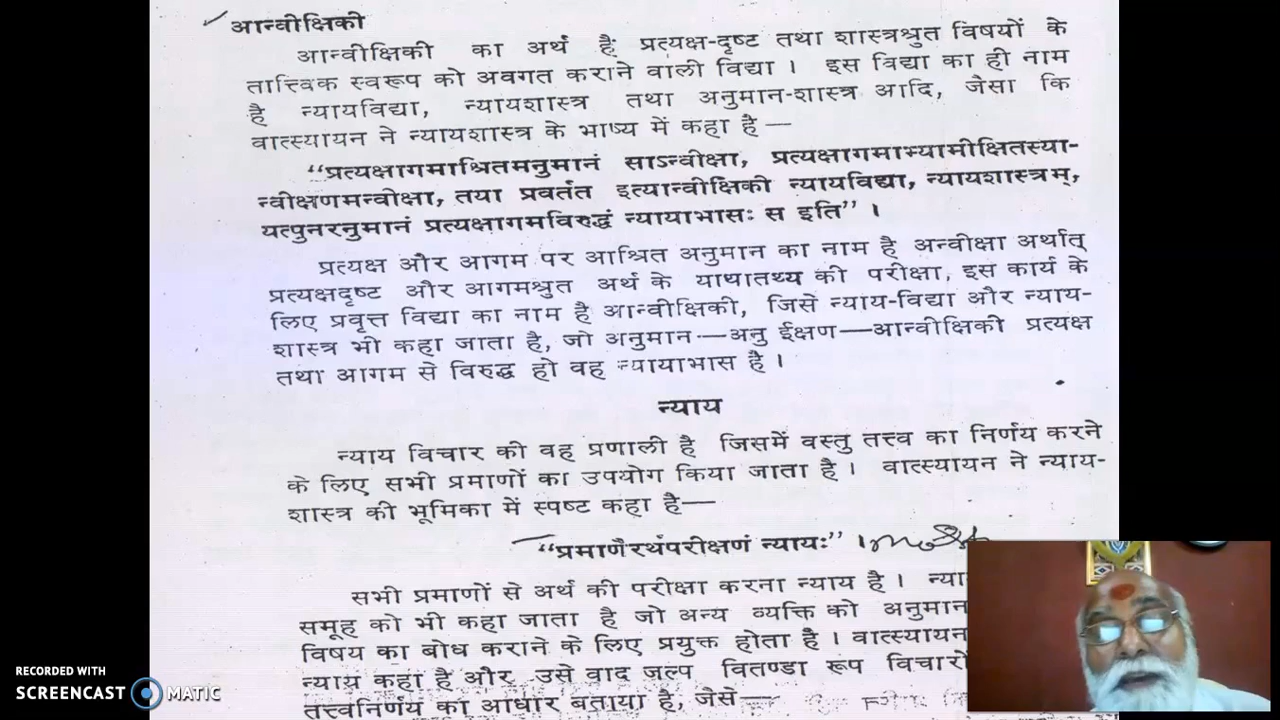 आन्वीक्षिकी
आन्वीक्षिकी का अर्थ है प्रत्यक्ष-दृष्ट तथा शास्त्रश्रुत विषयों के
तात्त्विक स्वरूप को अवगत कराने वाली विद्या । इस विद्या का ही नाम
है न्यायविद्या, न्यायशास्त्र तथा अनुमान-शास्त्र आदि, जैसा कि
वात्स्यायन ने न्यायशास्त्र के भाष्य में कहा है—
“प्रत्यक्षागमाश्रितमनुमानं साऽन्वीक्षा, प्रत्यक्षागमाभ्यामीक्षितस्या-
न्वीक्षणमन्वोक्षा, तया प्रवर्तत इत्यान्वीक्षिकी न्यायविद्या, न्यायशास्त्रम्,
यत्पुनरनुमानं प्रत्यक्षागमविरुद्धं न्यायाभासः स इति” ।
प्रत्यक्ष और आगम पर आश्रित अनुमान का नाम है अन्वीक्षा अर्थात्
प्रत्यक्षदृष्ट और आगमश्रुत अर्थ के याथातथ्य की परीक्षा, इस कार्य के
लिए प्रवृत्त विद्या का नाम है आन्वीक्षिकी, जिसे न्याय-विद्या और न्याय-
शास्त्र भी कहा जाता है, जो अनुमान—अनु ईक्षण—आन्वीक्षिकी प्रत्यक्ष
तथा आगम से विरुद्ध हो वह न्यायाभास है ।
न्याय
न्याय विचार की वह प्रणाली है जिसमें वस्तु तत्त्व का निर्णय करने
के लिए सभी प्रमाणों का उपयोग किया जाता है । वात्स्यायन ने न्याय-
शास्त्र की भूमिका में स्पष्ट कहा है—
“प्रमाणैरर्थपरीक्षणं न्यायः” ।
सभी प्रमाणों से अर्थ की परीक्षा करना न्याय है ।
समूह को भी कहा जाता है जो अन्य व्यक्ति को अनुमान
विषय का बोध कराने के लिए प्रयुक्त होता है । वात्स्यायन
न्याय कहा है और उसे वाद जल्प वितण्डा रूप
तत्त्वनिर्णय का आधार बताया है, जैसे—
RECORDED WITH
SCREENCAST MATIC